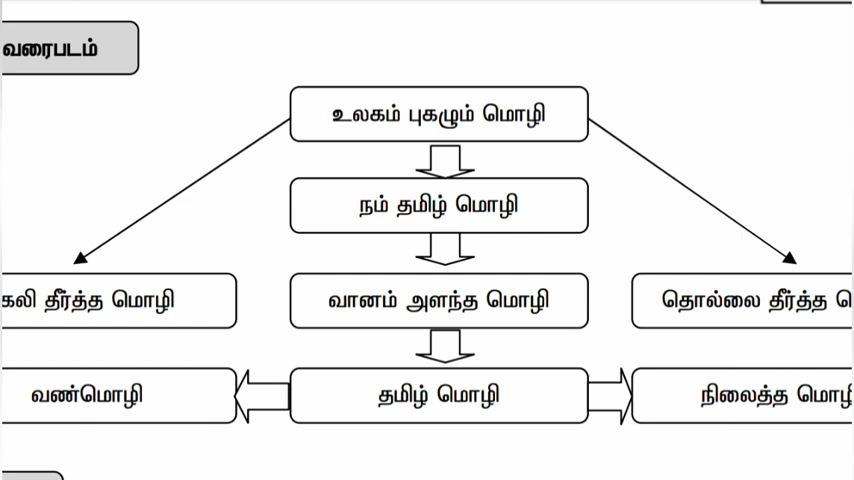 வரைபடம்
உலகம் புகழும் மொழி
நம் தமிழ் மொழி
கலி தீர்த்த மொழி
வானம் அளந்த மொழி
தொல்லை தீர்த்த
வண்மொழி
தமிழ் மொழி
நிலைத்த மொழி